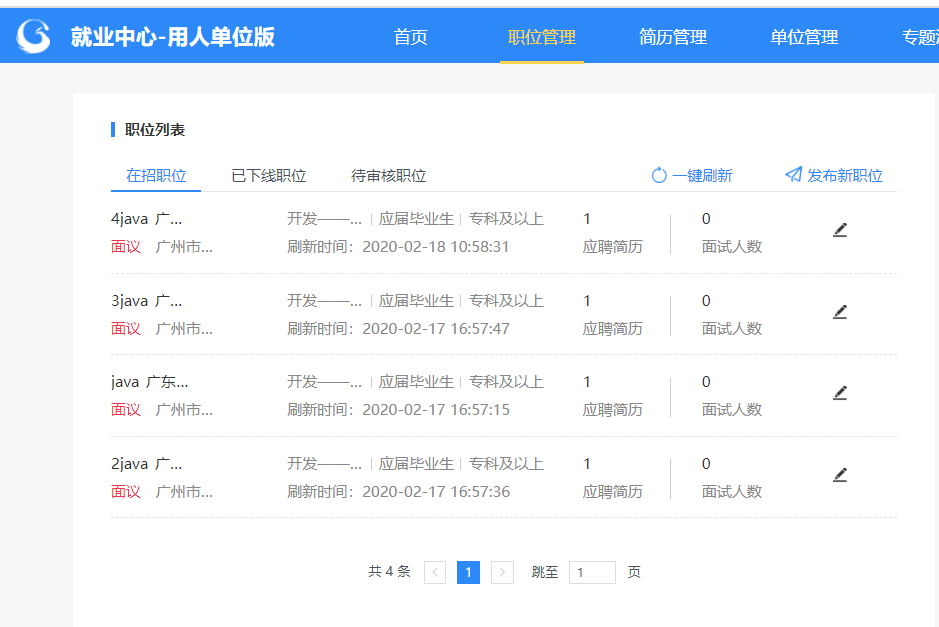 就业中心-用人单位版 首页 职位管理 简历管理 单位管理 专题
职位列表
在招职位 已下线职位 待审核职位 一键刷新 发布新职位
4java 广... 开发——... 应届毕业生 专科及以上 1 0
面议 广州市... 刷新时间：2020-02-18 10:58:31 应聘简历 面试人数
3java 广... 开发——... 应届毕业生 专科及以上 1 0
面议 广州市... 刷新时间：2020-02-17 16:57:47 应聘简历 面试人数
java 广东... 开发——... 应届毕业生 专科及以上 1 0
面议 广州市... 刷新时间：2020-02-17 16:57:15 应聘简历 面试人数
2java 广... 开发——... 应届毕业生 专科及以上 1 0
面议 广州市... 刷新时间：2020-02-17 16:57:36 应聘简历 面试人数
共 4 条 < 1 > 跳至 1 页